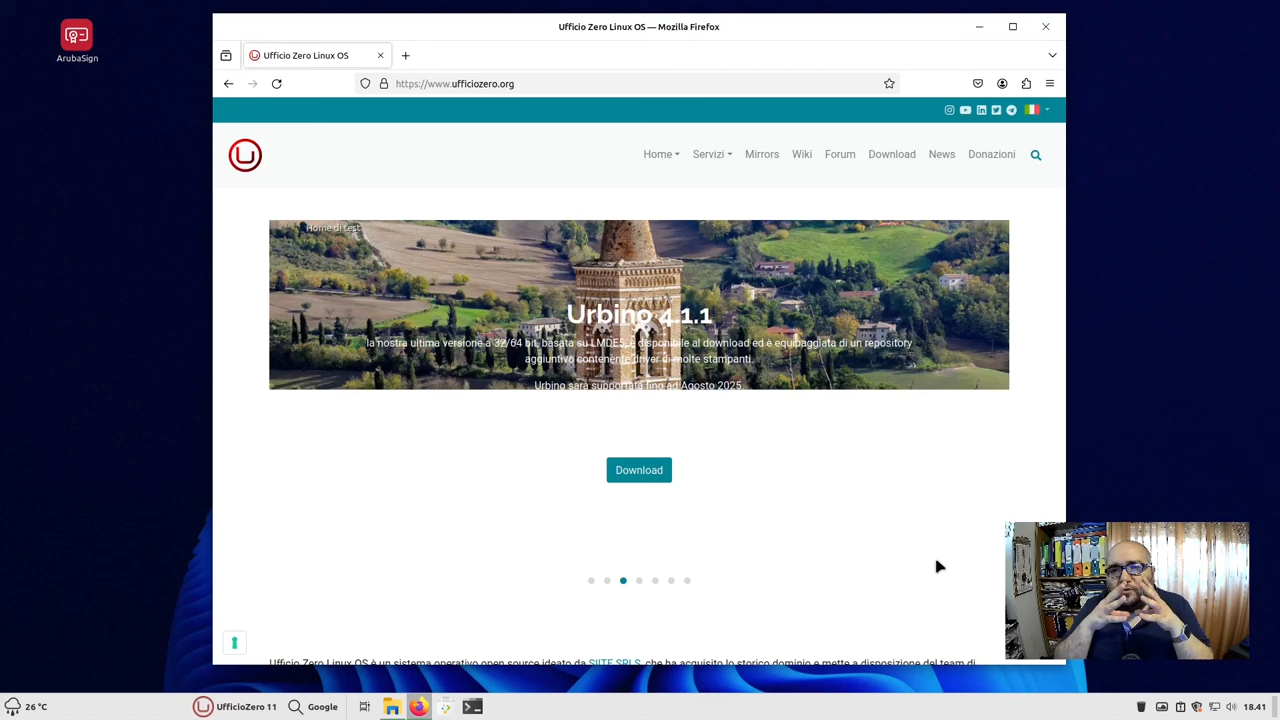 Ufficio Zero Linux OS — Mozilla Firefox
ArubaSign
Ufficio Zero Linux OS
https://www.ufficiozero.org
Home Servizi Mirrors Wiki Forum Download News Donazioni
Home di test
Urbino 4.1.1
la nostra ultima versione a 32/64 bit, basata su LMDE5, è disponibile al download ed è equipaggiata di un repository
aggiuntivo contenente driver di molte stampanti.
Urbino sarà supportata fino ad Agosto 2025.
Download
Ufficio Zero Linux OS è un sistema operativo open source ideato da SIITE SRLS, che ha acquisito lo storico dominio e mette a disposizione del team di
26 °C UfficioZero 11 Google 18.41